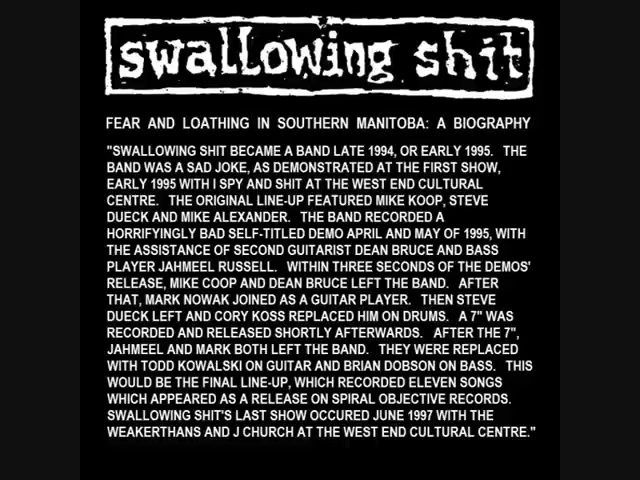 swallowing shit
FEAR AND LOATHING IN SOUTHERN MANITOBA: A BIOGRAPHY
"SWALLOWING SHIT BECAME A BAND LATE 1994, OR EARLY 1995. THE
BAND WAS A SAD JOKE, AS DEMONSTRATED AT THE FIRST SHOW,
EARLY 1995 WITH I SPY AND SHIT AT THE WEST END CULTURAL
CENTRE. THE ORIGINAL LINE-UP FEATURED MIKE KOOP, STEVE
DUECK AND MIKE ALEXANDER. THE BAND RECORDED A
HORRIFYINGLY BAD SELF-TITLED DEMO APRIL AND MAY OF 1995, WITH
THE ASSISTANCE OF SECOND GUITARIST DEAN BRUCE AND BASS
PLAYER JAHMEEL RUSSELL. WITHIN THREE SECONDS OF THE DEMOS'
RELEASE, MIKE COOP AND DEAN BRUCE LEFT THE BAND. AFTER
THAT, MARK NOWAK JOINED AS A GUITAR PLAYER. THEN STEVE
DUECK LEFT AND CORY KOSS REPLACED HIM ON DRUMS. A 7" WAS
RECORDED AND RELEASED SHORTLY AFTERWARDS. AFTER THE 7",
JAHMEEL AND MARK BOTH LEFT THE BAND. THEY WERE REPLACED
WITH TODD KOWALSKI ON GUITAR AND BRIAN DOBSON ON BASS. THIS
WOULD BE THE FINAL LINE-UP, WHICH RECORDED ELEVEN SONGS
WHICH APPEARED AS A RELEASE ON SPIRAL OBJECTIVE RECORDS.
SWALLOWING SHIT'S LAST SHOW OCCURED JUNE 1997 WITH THE
WEAKERTHANS AND J CHURCH AT THE WEST END CULTURAL CENTRE."